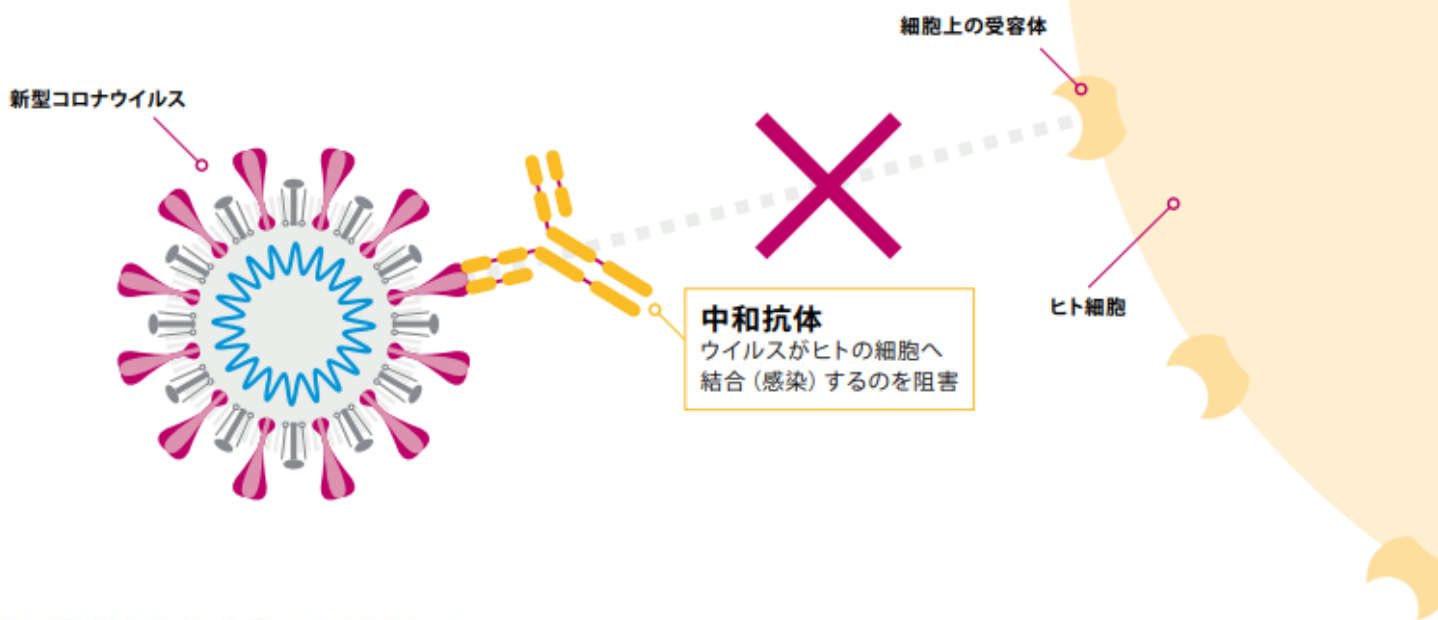 細胞上の受容体
新型コロナウイルス
ヒト細胞
中和抗体
ウイルスがヒトの細胞へ
結合（感染）するのを阻害